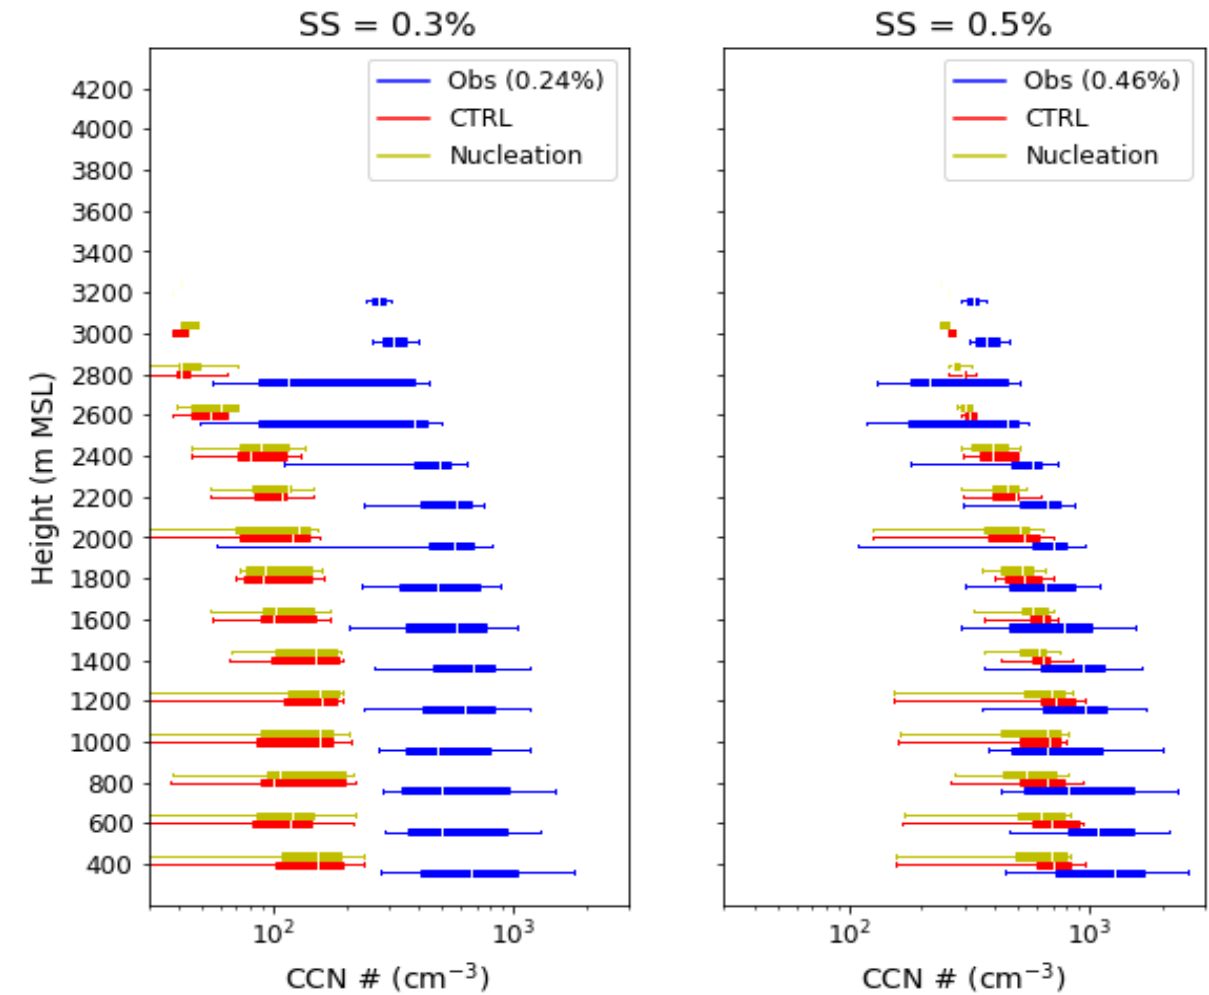 SS = 0.3%
Obs (0.24%)
CTRL
Nucleation
4200
4000
3800
3600
3400
3200
3000
2800
2600
2400
2200
2000
1800
1600
1400
1200
1000
800
600
400
Height (m MSL)
10² 10³
CCN # (cm⁻³)
SS = 0.5%
Obs (0.46%)
CTRL
Nucleation
10² 10³
CCN # (cm⁻³)